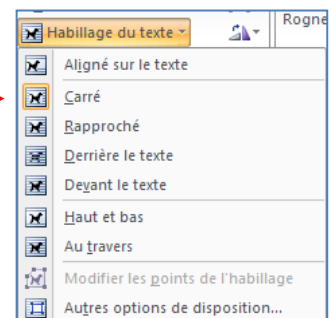 Habillage du texte
Rogne
Aligné sur le texte
Carré
Rapproché
Derrière le texte
Devant le texte
Haut et bas
Au travers
Modifier les points de l'habillage
Autres options de disposition...